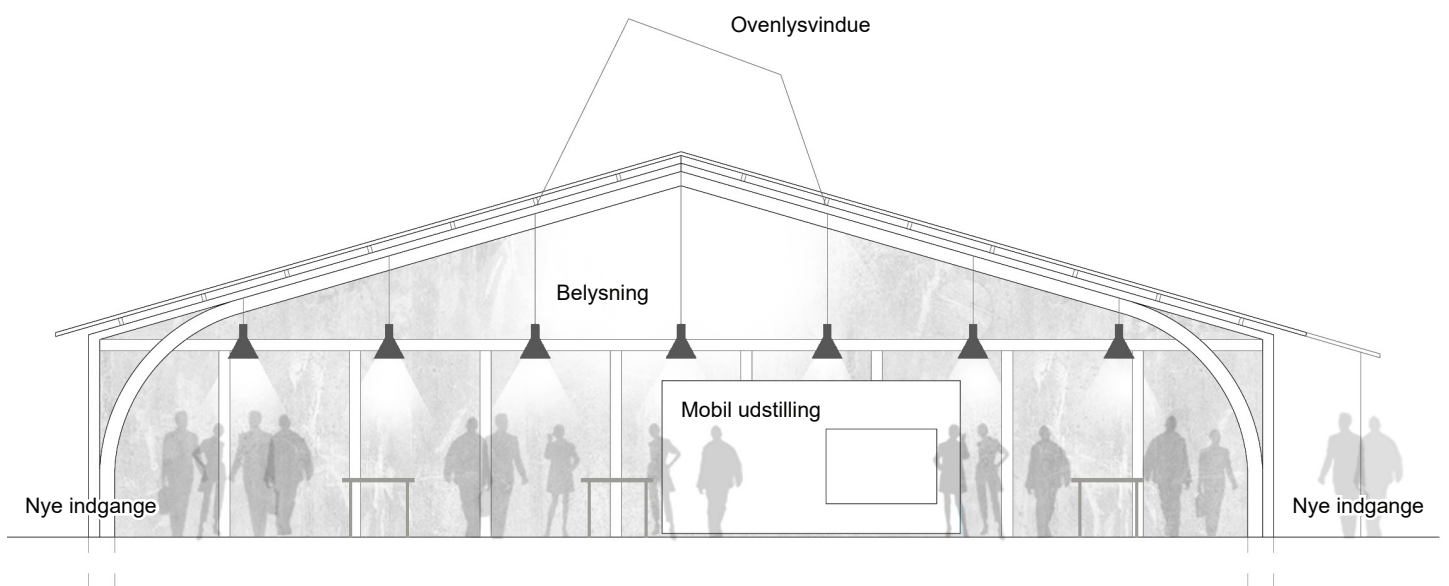 Ovenlysvindue
Belysning
Mobil udstilling
Nye indgange
Nye indgange